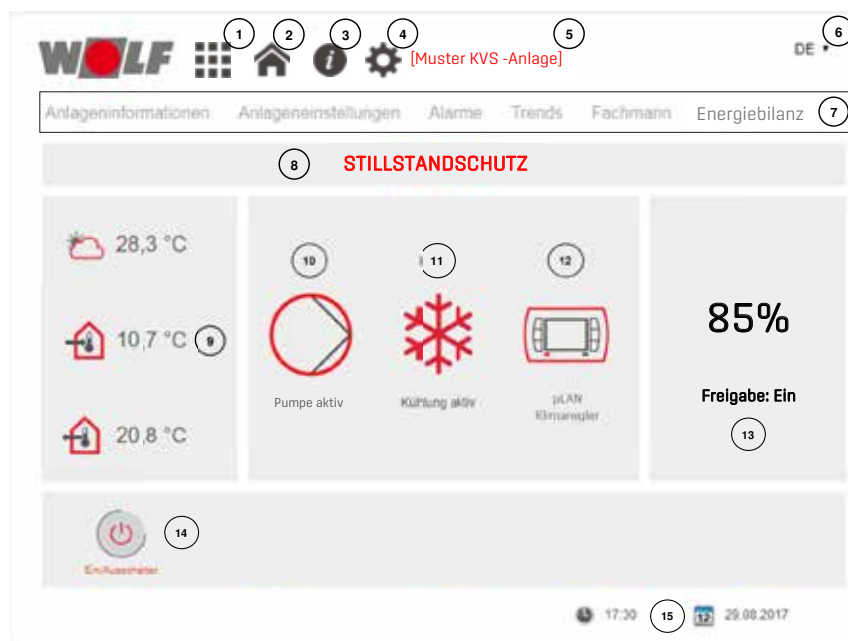 1 2 3 4 5 6
WOLF [Muster KVS -Anlage] DE
Anlageninformationen Anlageneinstellungen Alarme Trends Fachmann Energiebilanz 7
8 STILLSTANDSCHUTZ
28,3 °C
10,7 °C 9
20,8 °C
10 11 12
Pumpe aktiv Kühlung aktiv pLAN
Klimaregler
85%
Freigabe: Ein
13
14
17:30 15 12 29.08.2017